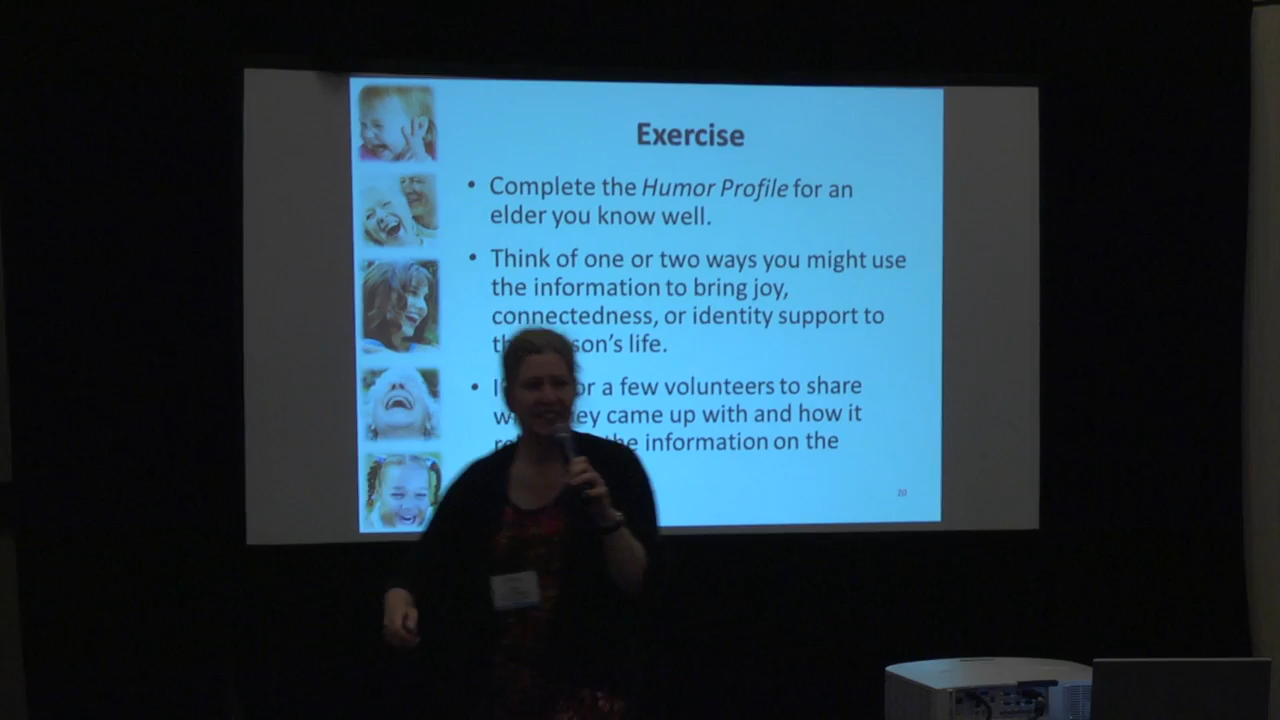 Exercise
• Complete the Humor Profile for an
elder you know well.
• Think of one or two ways you might use
the information to bring joy,
connectedness, or identity support to
son's life.
• a few volunteers to share
came up with and how it
the information on the
20